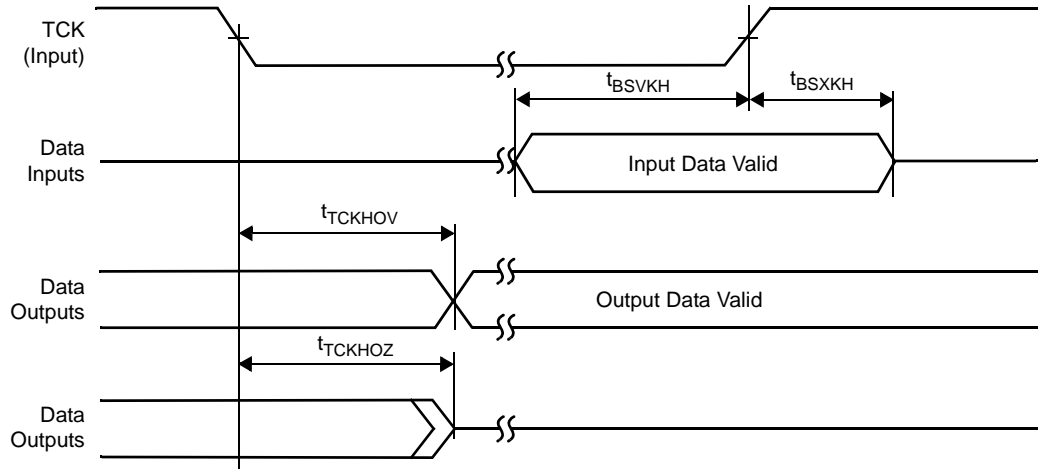 TCK
(Input)
tBSVKH
tBSXKH
Data
Inputs
Input Data Valid
tTCKHOV
Data
Outputs
Output Data Valid
tTCKHOZ
Data
Outputs